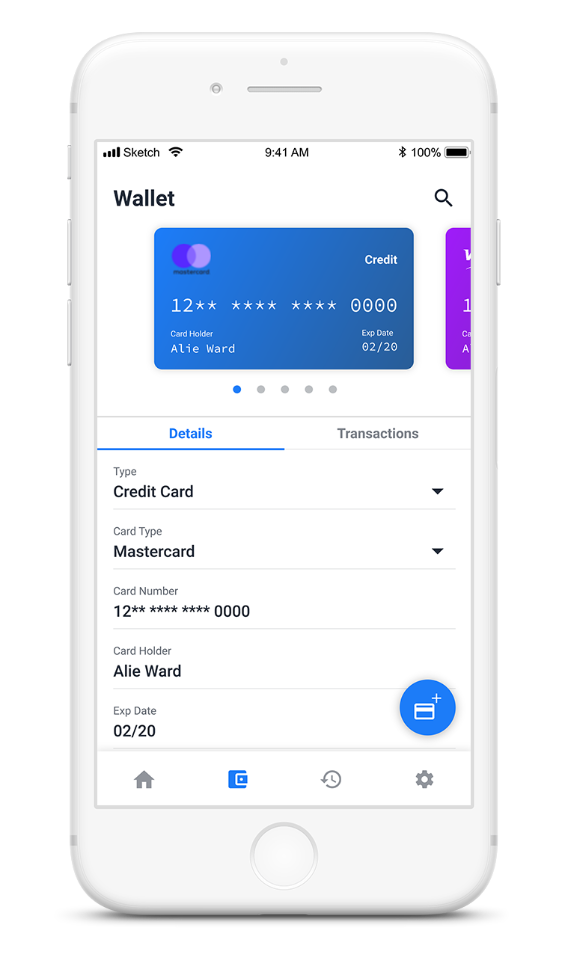 Sketch 9:41 AM 100%
Wallet
mastercard
Credit
12** **** **** 0000
1
Card Holder Exp Date
Alie Ward 02/20
Details Transactions
Type
Credit Card
Card Type
Mastercard
Card Number
12** **** **** 0000
Card Holder
Alie Ward
Exp Date
02/20